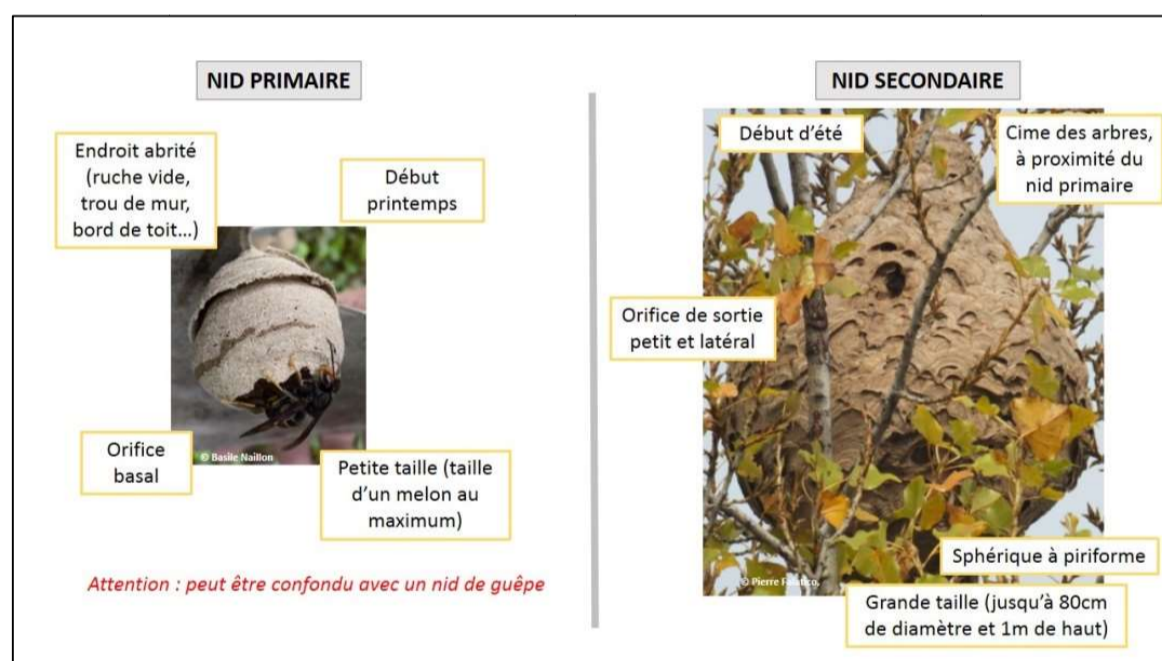 NID PRIMAIRE
Endroit abrité
(ruche vide,
trou de mur,
bord de toit...)
Début
printemps
© Basile Naillon
Orifice
basal
Petite taille (taille
d'un melon au
maximum)
Attention : peut être confondu avec un nid de guêpe
NID SECONDAIRE
Début d'été
Cime des arbres,
à proximité du
nid primaire
Orifice de sortie
petit et latéral
Sphérique à piriforme
© Pierre
Grande taille (jusqu'à 80cm
de diamètre et 1m de haut)